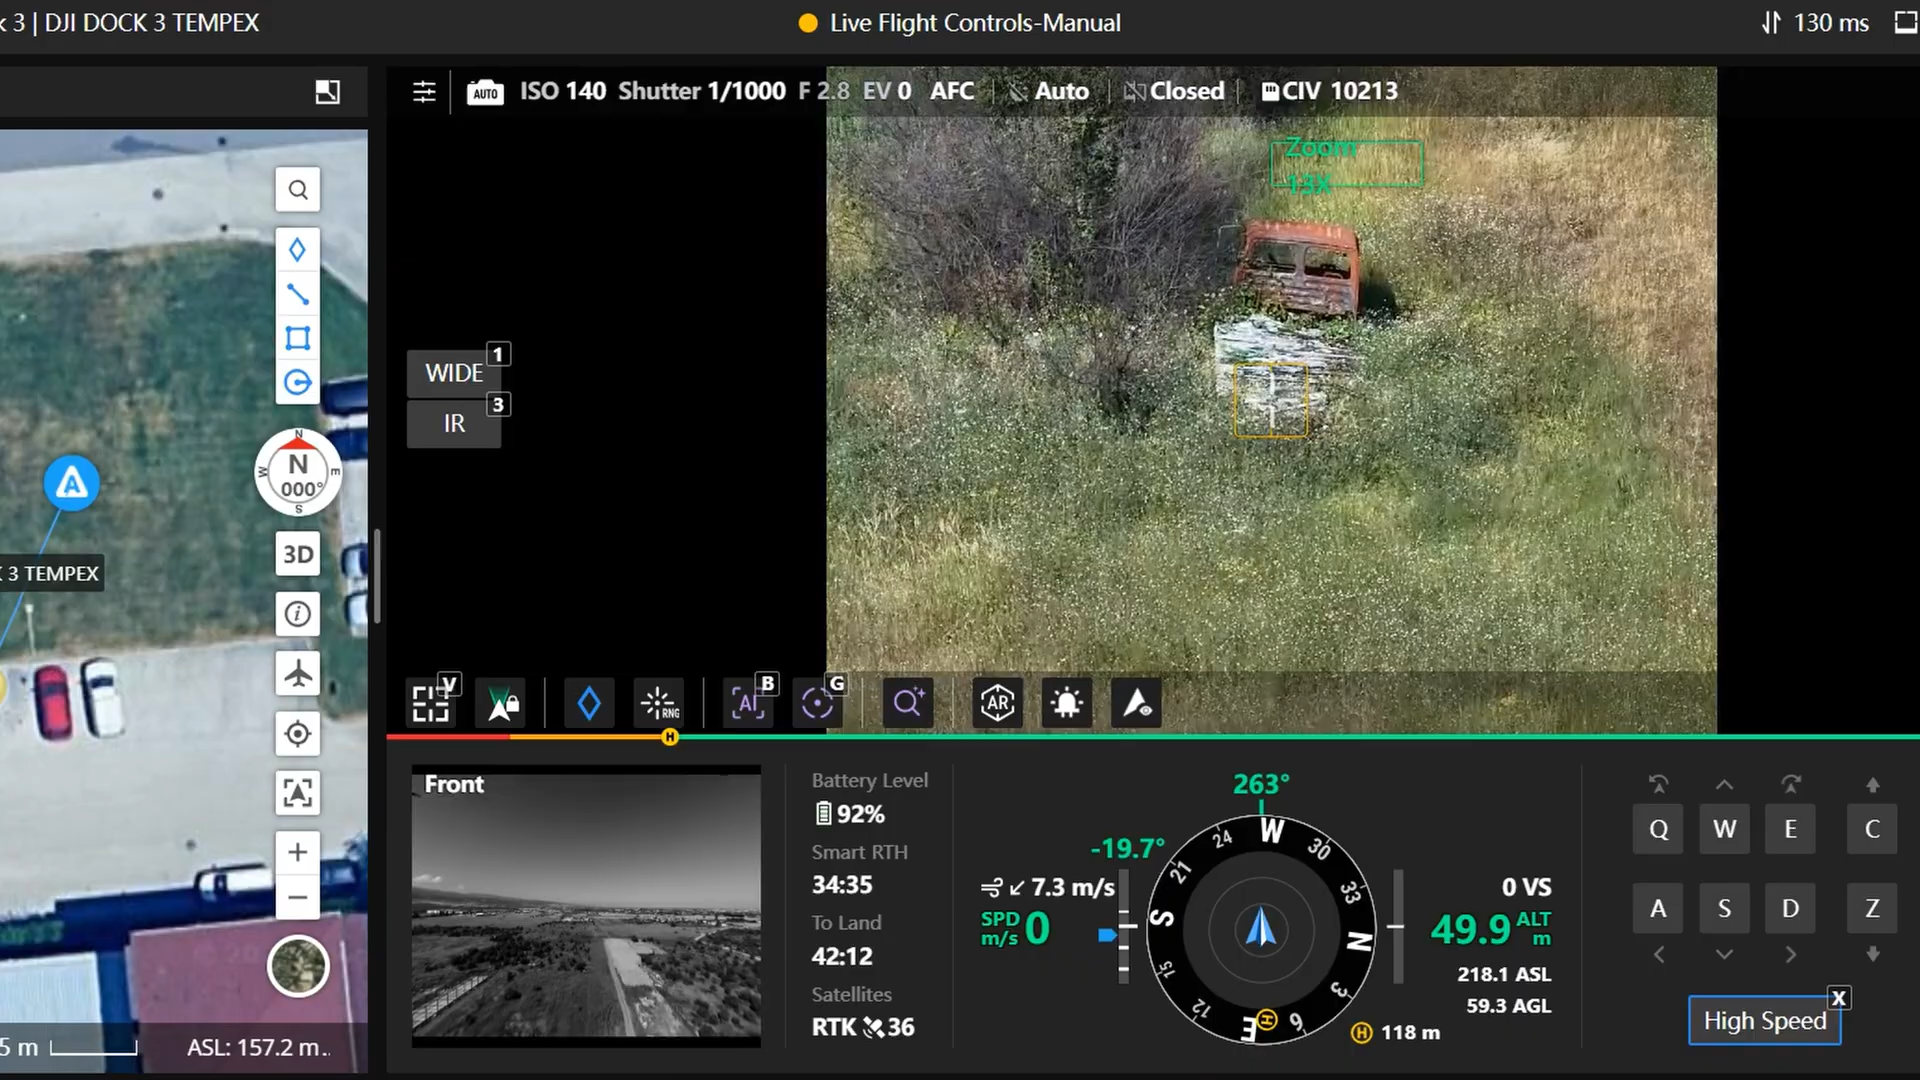 3 | DJI DOCK 3 TEMPEX
Live Flight Controls-Manual
130 ms
AUTO
ISO 140 Shutter 1/1000 F 2.8 EV 0 AFC
Auto
Closed
CIV 10213
Zoom
13X
WIDE
1
IR
3
N
W
N
000°
S
3D
3 TEMPEX
5 m
ASL: 157.2 m..
V
RNG
AI
B
G
AR
H
Front
Battery Level
92%
Smart RTH
34:35
To Land
42:12
Satellites
RTK 36
263°
-19.7°
7.3 m/s
SPD
m/s
0
W
30
33
N
3
6
H
E
12
15
S
21
24
0 VS
49.9 ALT
m
218.1 ASL
59.3 AGL
H 118 m
Q W E C
A S D Z
High Speed
X